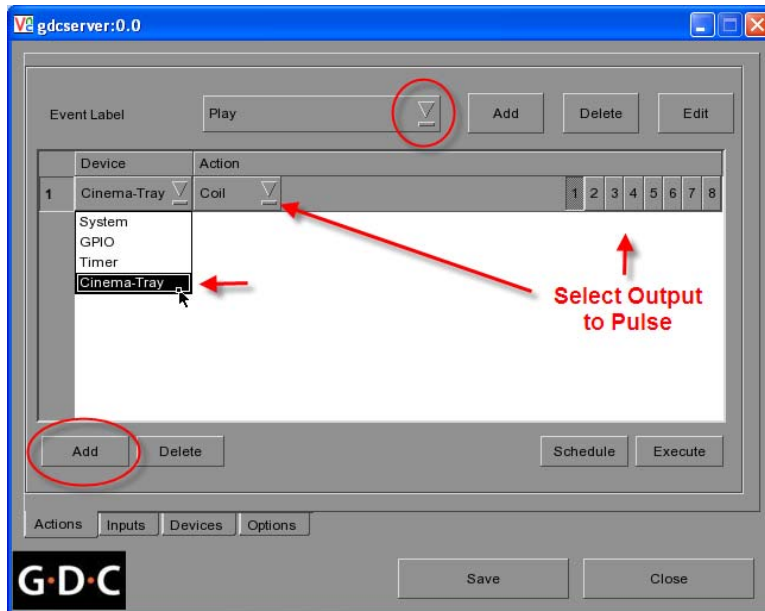 gdcserver:0.0
Event Label Play Add Delete Edit
Device Action
1 Cinema-Tray Coil 1 2 3 4 5 6 7 8
System
GPIO
Timer
Cinema-Tray
Select Output
to Pulse
Add Delete Schedule Execute
Actions Inputs Devices Options
G·D·C Save Close